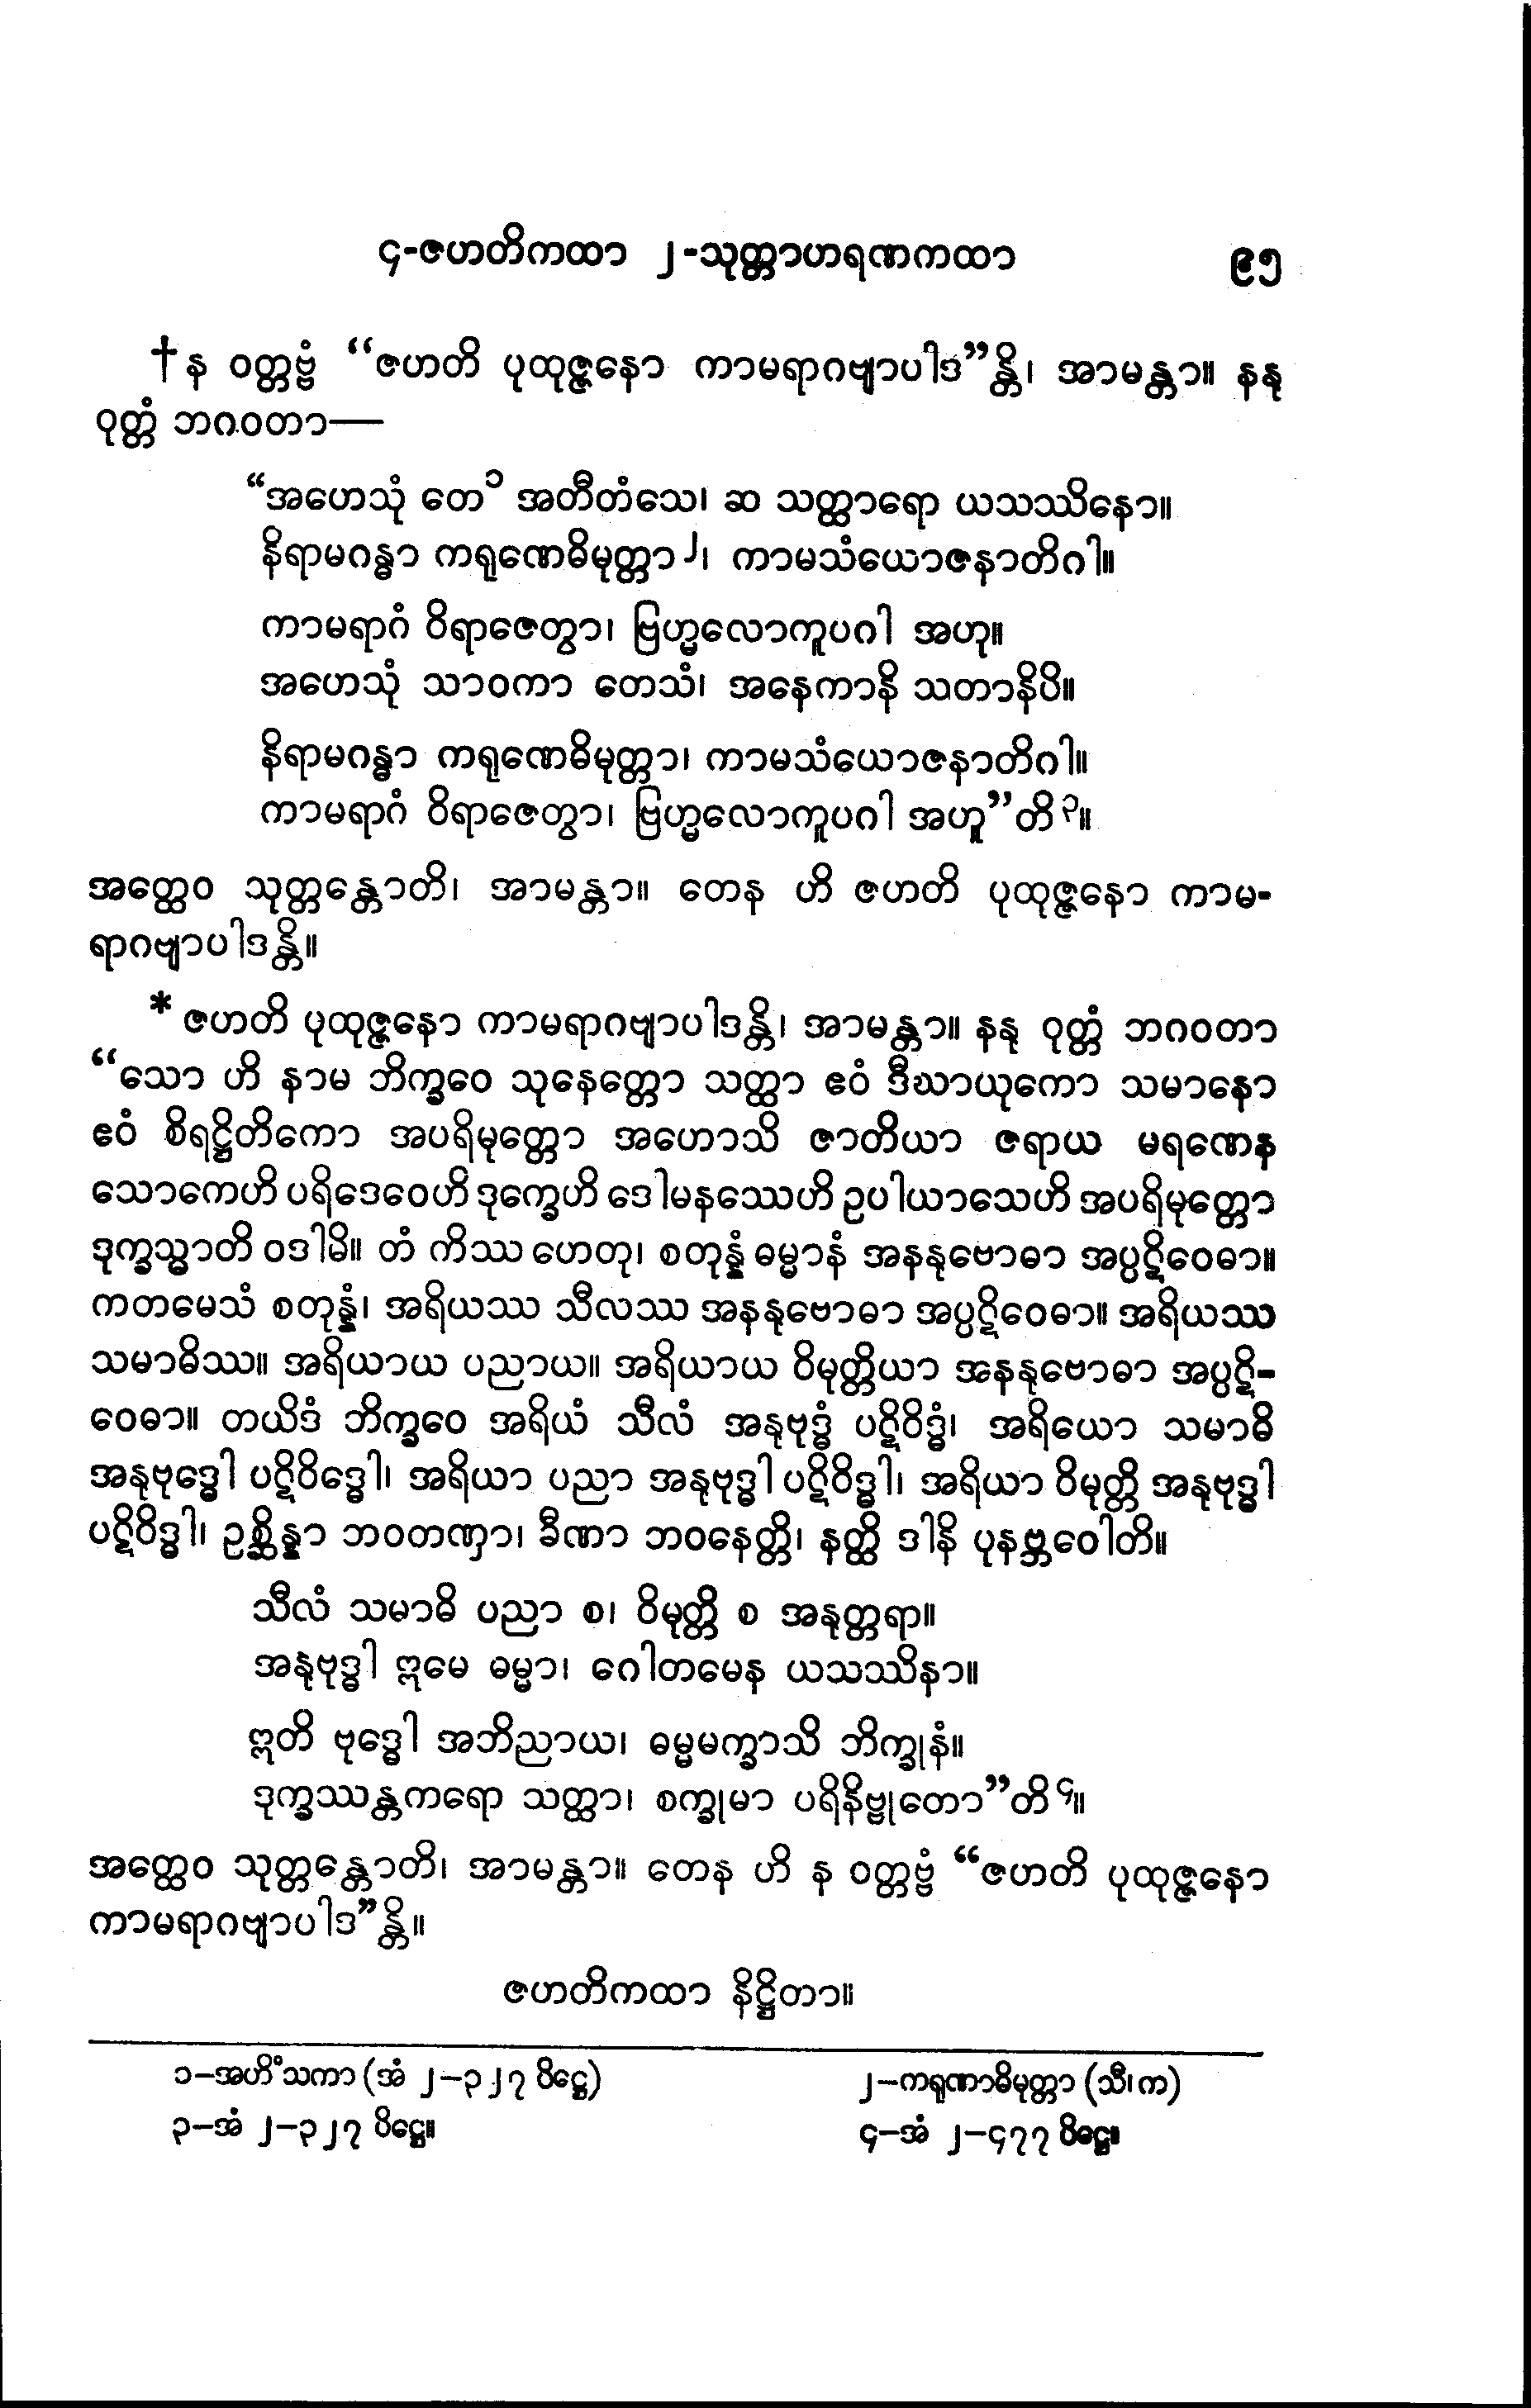 ၄-ဇဟတိကထာ ၂-သုတ္တာဟရဏကထာ ၉၅
†န ဝတ္တဗ္ဗံ “ဇဟတိ ပုထုဇ္ဇနော ကာမရာဂဗျာပါဒ”န္တိ၊ အာမန္တာ။ နနု
ဝုတ္တံ ဘဂဝတာ—
“အဟေသုံ တေ၁ အတီတံသေ၊ ဆ သတ္ထာရော ယသဿိနော။
နိရာမဂန္ဓာ ကရုဏေဓိမုတ္တာ၂၊ ကာမသံယောဇနာတိဂါ။
ကာမရာဂံ ဝိရာဇေတွာ၊ ဗြဟ္မလောကူပဂါ အဟု။
အဟေသုံ သာဝကာ တေသံ၊ အနေကာနိ သတာနိပိ။
နိရာမဂန္ဓာ ကရုဏေဓိမုတ္တာ၊ ကာမသံယောဇနာတိဂါ။
ကာမရာဂံ ဝိရာဇေတွာ၊ ဗြဟ္မလောကူပဂါ အဟူ”တိ၃။
အတ္ထေဝ သုတ္တန္တောတိ၊ အာမန္တာ။ တေန ဟိ ဇဟတိ ပုထုဇ္ဇနော ကာမ-
ရာဂဗျာပါဒန္တိ။
* ဇဟတိ ပုထုဇ္ဇနော ကာမရာဂဗျာပါဒန္တိ၊ အာမန္တာ။ နနု ဝုတ္တံ ဘဂဝတာ
“သော ဟိ နာမ ဘိက္ခဝေ သုနေတ္တော သတ္ထာ ဧဝံ ဒီဃာယုကော သမာနော
ဧဝံ စိရဋ္ဌိတိကော အပရိမုတ္တော အဟောသိ ဇာတိယာ ဇရာယ မရဏေန
သောကေဟိ ပရိဒေဝေဟိ ဒုက္ခေဟိ ဒေါမနဿေဟိ ဥပါယာသေဟိ အပရိမုတ္တော
ဒုက္ခသ္မာတိ ဝဒါမိ။ တံ ကိဿ ဟေတု၊ စတုန္နံ ဓမ္မာနံ အနနုဗောဓာ အပ္ပဋိဝေဓာ။
ကတမေသံ စတုန္နံ၊ အရိယဿ သီလဿ အနနုဗောဓာ အပ္ပဋိဝေဓာ။ အရိယဿ
သမာဓိဿ။ အရိယာယ ပညာယ။ အရိယာယ ဝိမုတ္တိယာ အနနုဗောဓာ အပ္ပဋိ-
ဝေဓာ။ တယိဒံ ဘိက္ခဝေ အရိယံ သီလံ အနုဗုဒ္ဓံ ပဋိဝိဒ္ဓံ၊ အရိယော သမာဓိ
အနုဗုဒ္ဓေါ ပဋိဝိဒ္ဓေါ၊ အရိယာ ပညာ အနုဗုဒ္ဓါ ပဋိဝိဒ္ဓါ၊ အရိယာ ဝိမုတ္တိ အနုဗုဒ္ဓါ
ပဋိဝိဒ္ဓါ၊ ဥစ္ဆိန္နာ ဘဝတဏှာ၊ ခီဏာ ဘဝနေတ္တိ၊ နတ္ထိ ဒါနိ ပုနဗ္ဘဝေါတိ။
သီလံ သမာဓိ ပညာ စ၊ ဝိမုတ္တိ စ အနုတ္တရာ။
အနုဗုဒ္ဓါ ဣမေ ဓမ္မာ၊ ဂေါတမေန ယသဿိနာ။
ဣတိ ဗုဒ္ဓေါ အဘိညာယ၊ ဓမ္မမက္ခာသိ ဘိက္ခုနံ။
ဒုက္ခဿန္တကရော သတ္ထာ၊ စက္ခုမာ ပရိနိဗ္ဗုတော”တိ၄။
အတ္ထေဝ သုတ္တန္တောတိ၊ အာမန္တာ။ တေန ဟိ န ဝတ္တဗ္ဗံ “ဇဟတိ ပုထုဇ္ဇနော
ကာမရာဂဗျာပါဒ”န္တိ။
ဇဟတိကထာ နိဋ္ဌိတာ။
၁–အဟိံသကာ (အံ ၂–၃၂၇ ပိဋ္ဌေ) ၂–ကရုဏာဓိမုတ္တာ (သီ၊ က)
၃–အံ ၂–၃၂၇ ပိဋ္ဌေ။ ၄–အံ ၂–၄၇၇ ပိဋ္ဌေ။